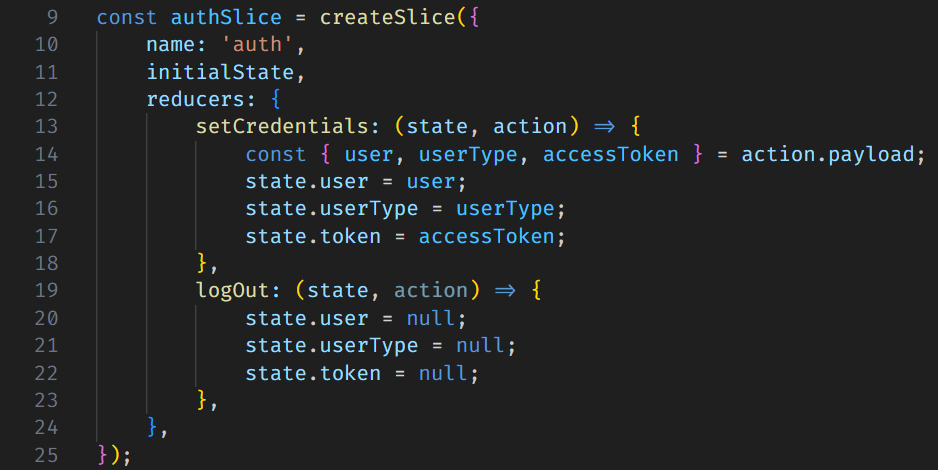 9 const authSlice = createSlice({
10     name: 'auth',
11     initialState,
12     reducers: {
13         setCredentials: (state, action) => {
14             const { user, userType, accessToken } = action.payload;
15             state.user = user;
16             state.userType = userType;
17             state.token = accessToken;
18         },
19         logOut: (state, action) => {
20             state.user = null;
21             state.userType = null;
22             state.token = null;
23         },
24     },
25 });